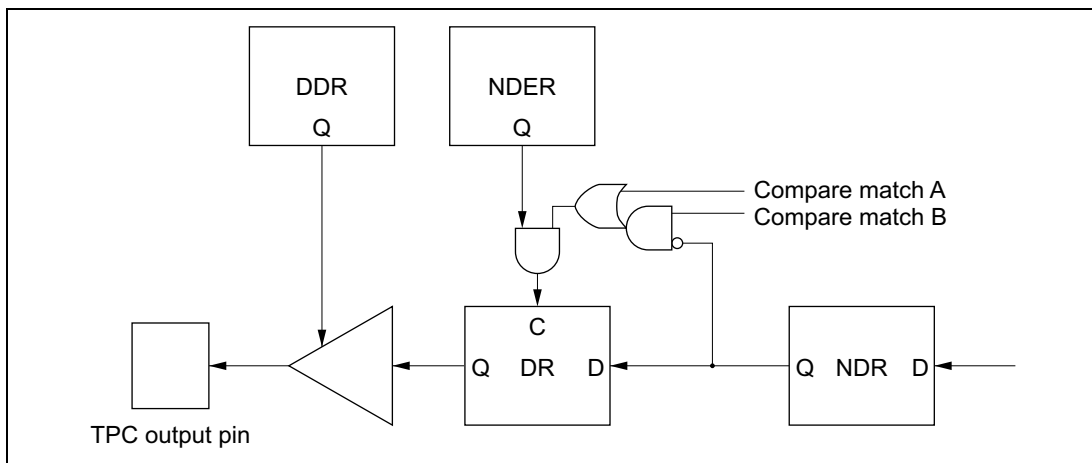 DDR
Q
NDER
Q
Compare match A
Compare match B
C
Q DR D
Q NDR D
TPC output pin